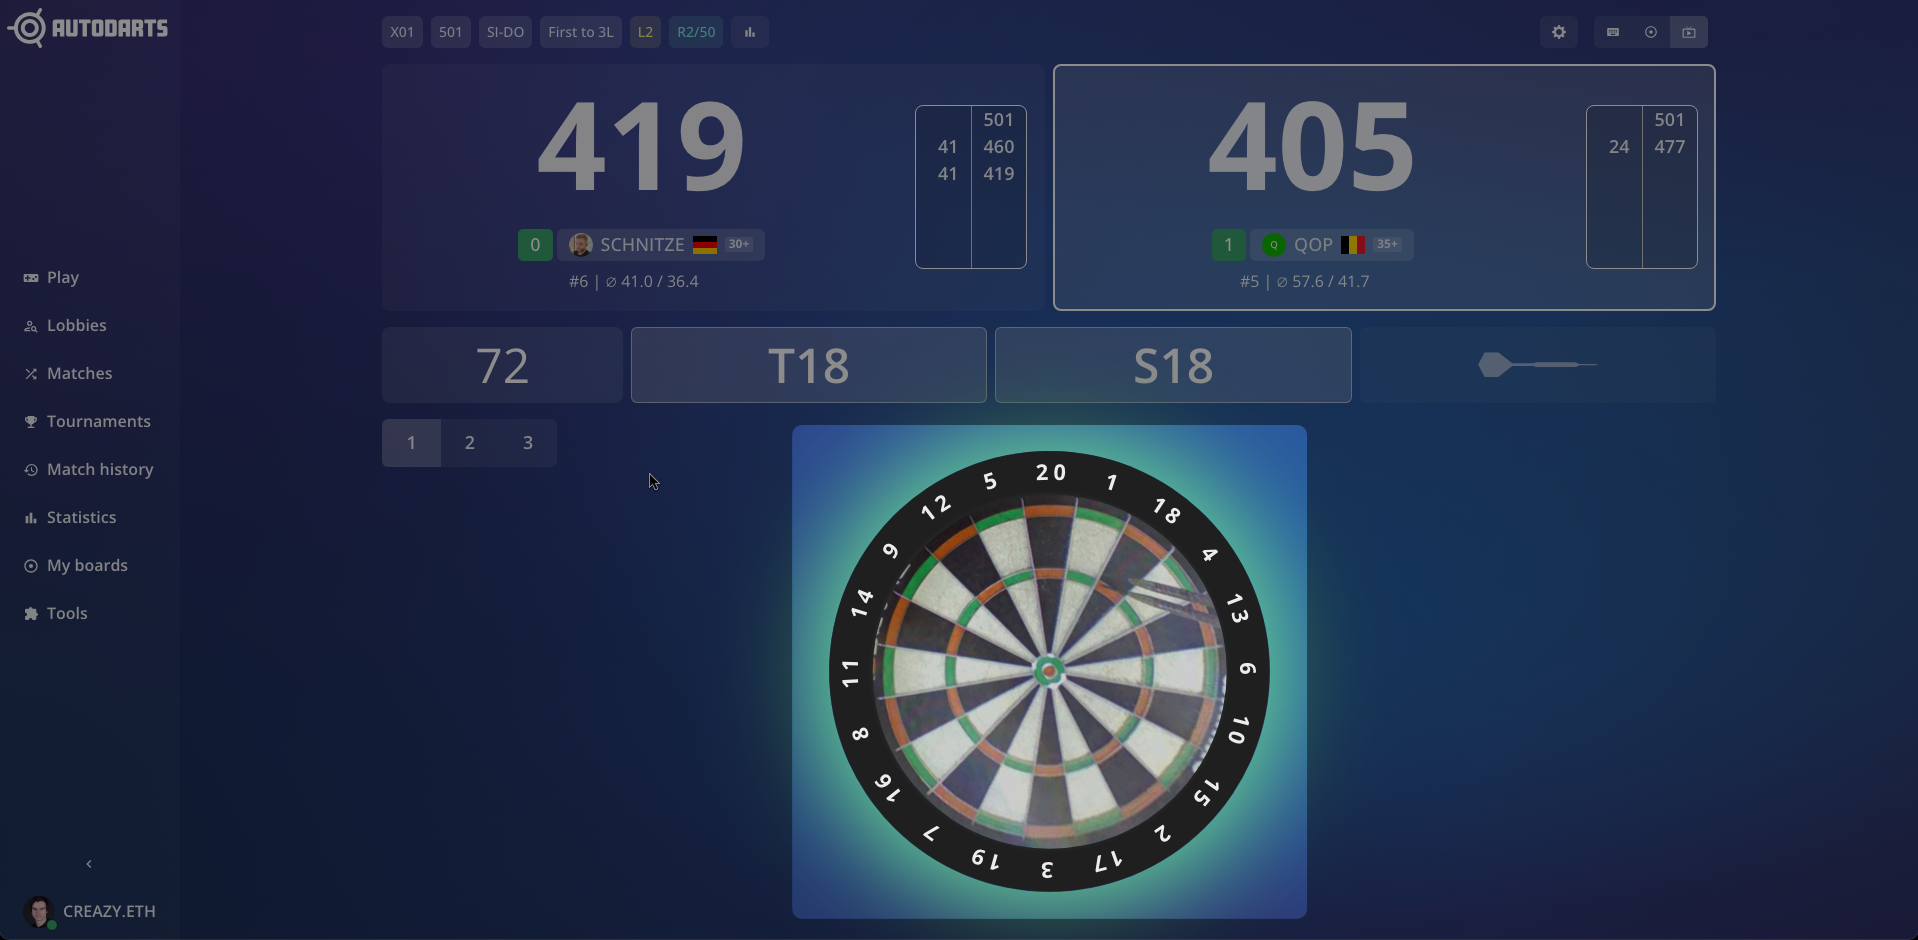 AUTODARTS
X01 501 SI-DO First to 3L L2 R2/50
419
501
41 460
41 419
0 SCHNITZE 30+
#6 | ∅ 41.0 / 36.4
405
501
24 477
1 Q QOP 35+
#5 | ∅ 57.6 / 41.7
72 T18 S18
1 2 3
Play
Lobbies
Matches
Tournaments
Match history
Statistics
My boards
Tools
CREAZY.ETH
20 1 18 4 13 6 10 15 2 17 3 19 7 16 8 11 14 9 12 5